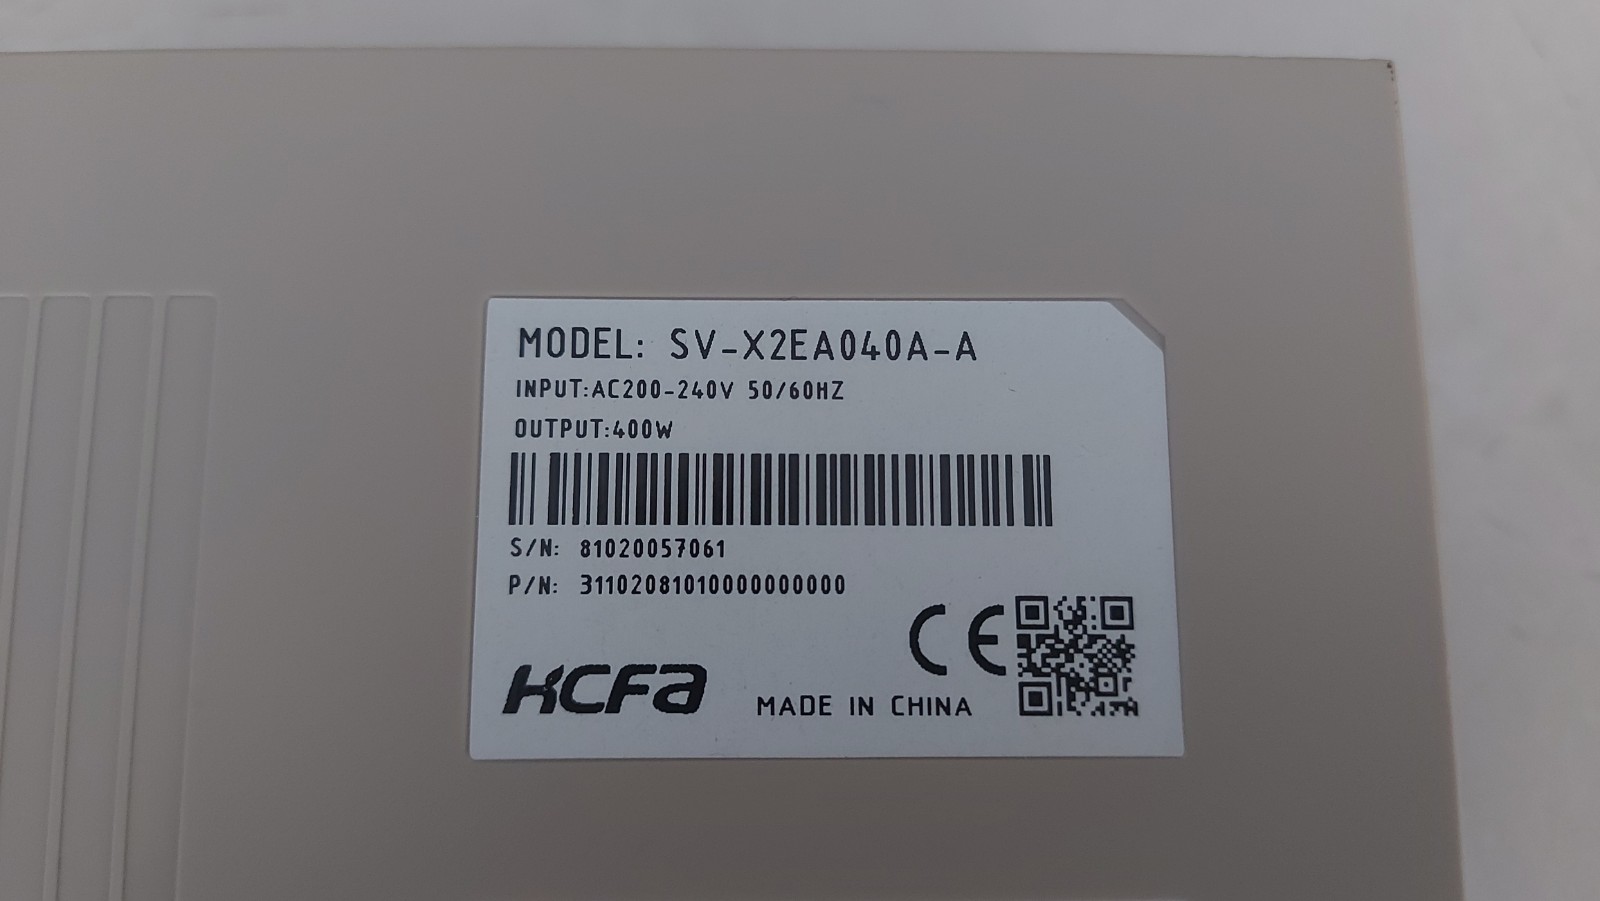 MODEL: SV-X2EA040A-A
INPUT:AC200-240V 50/60HZ
OUTPUT:400W
S/N: 81020057061
P/N: 31102081010000000000
CE
HCFA
MADE IN CHINA